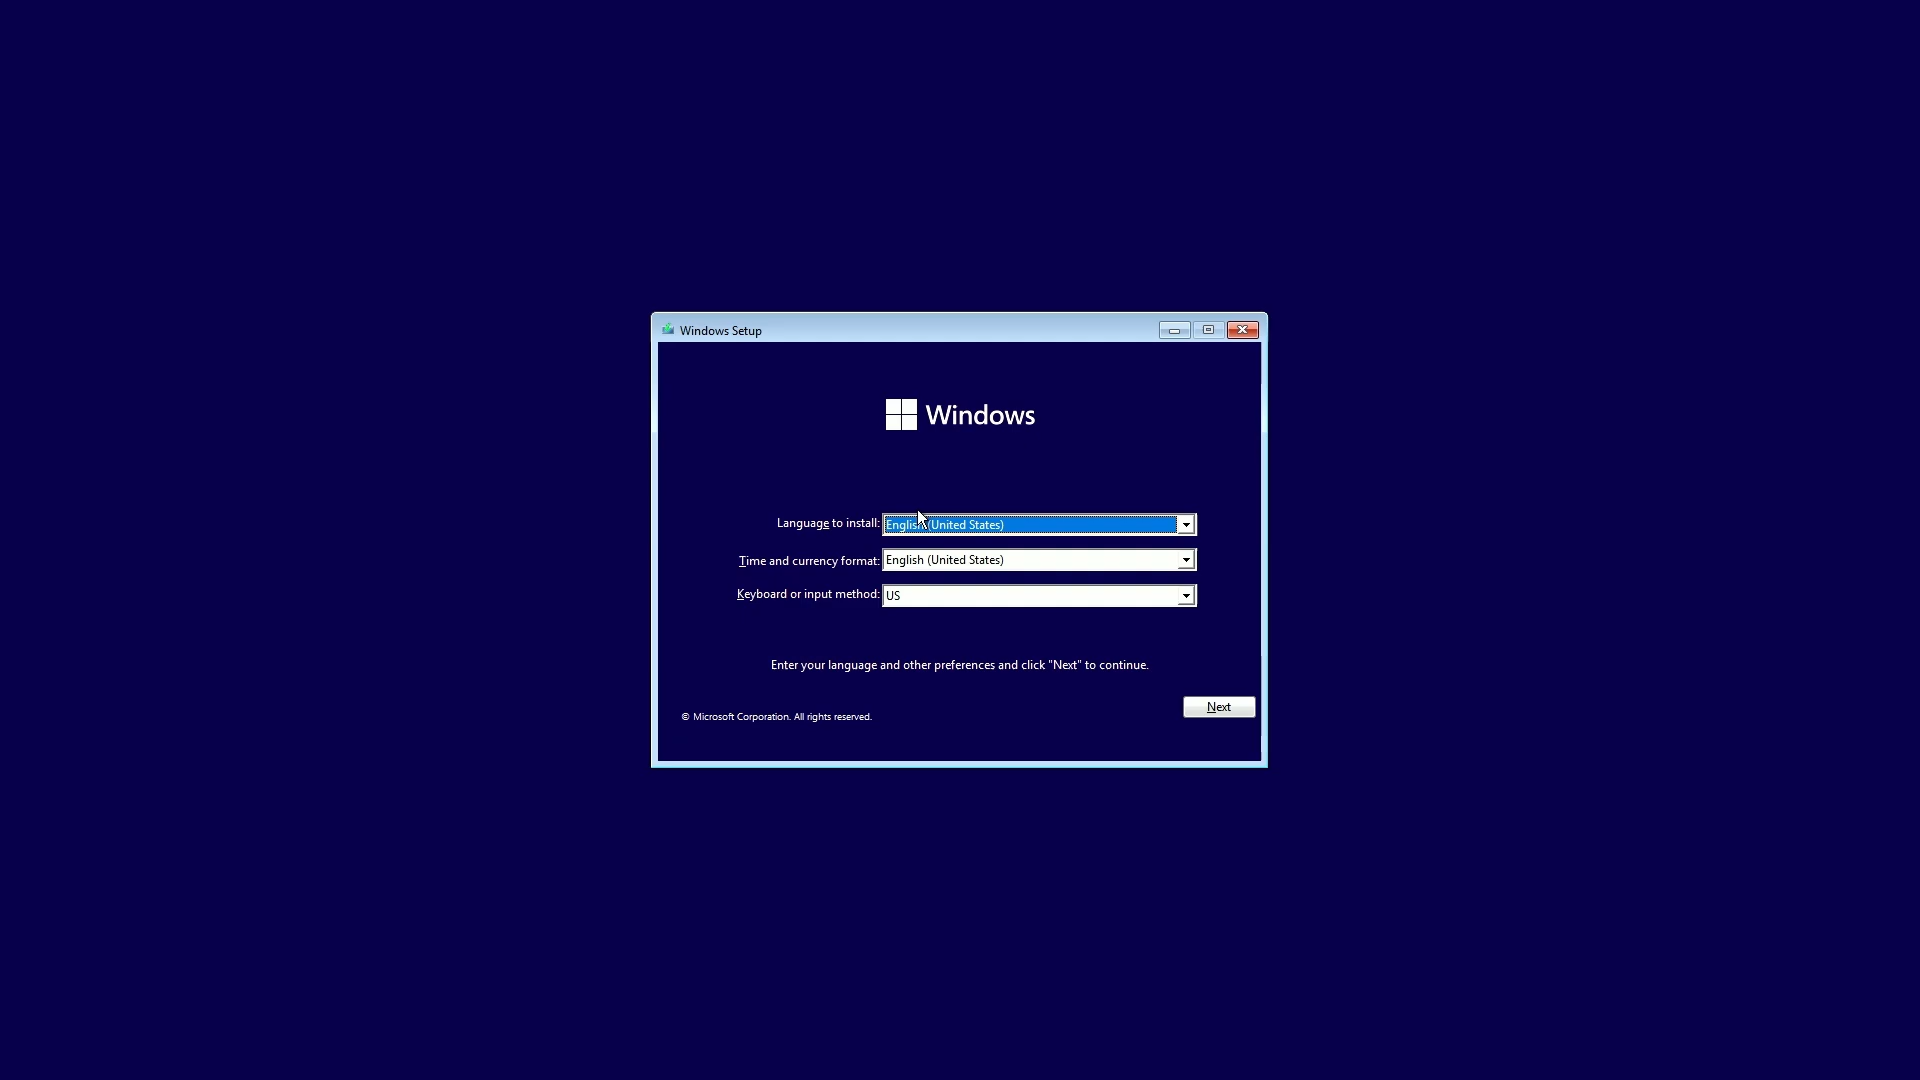 Windows Setup
Windows
Language to install: English (United States)
Time and currency format: English (United States)
Keyboard or input method: US
Enter your language and other preferences and click "Next" to continue.
Next
© Microsoft Corporation. All rights reserved.